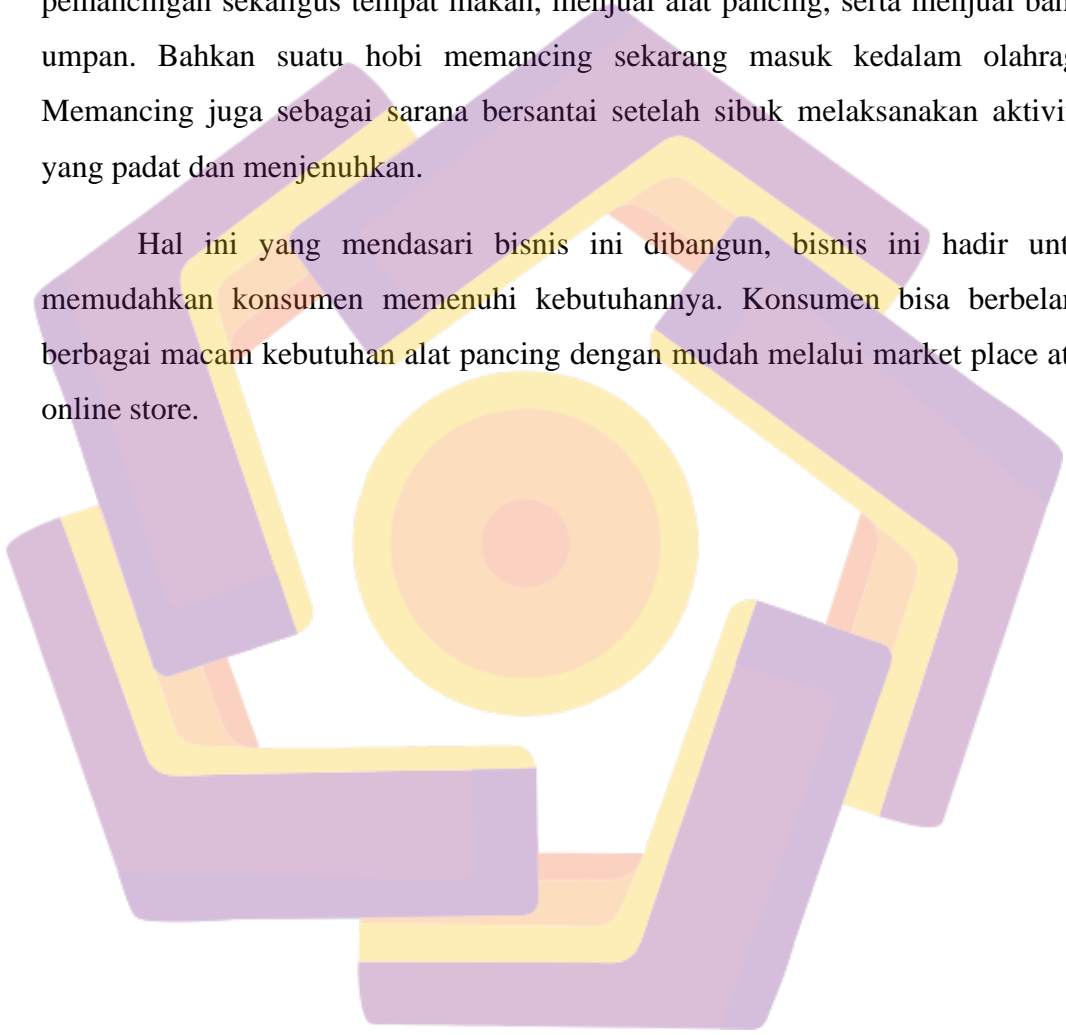 pemancingan sekaligus tempat makan, menjual alat pancing, serta menjual
umpan. Bahkan suatu hobi memancing sekarang masuk kedalam olahrag
Memancing juga sebagai sarana bersantai setelah sibuk melaksanakan aktivi
yang padat dan menjenuhkan.
Hal ini yang mendasari bisnis ini dibangun, bisnis ini hadir unt
memudahkan konsumen memenuhi kebutuhannya. Konsumen bisa berbelan
berbagai macam kebutuhan alat pancing dengan mudah melalui market place at
online store.